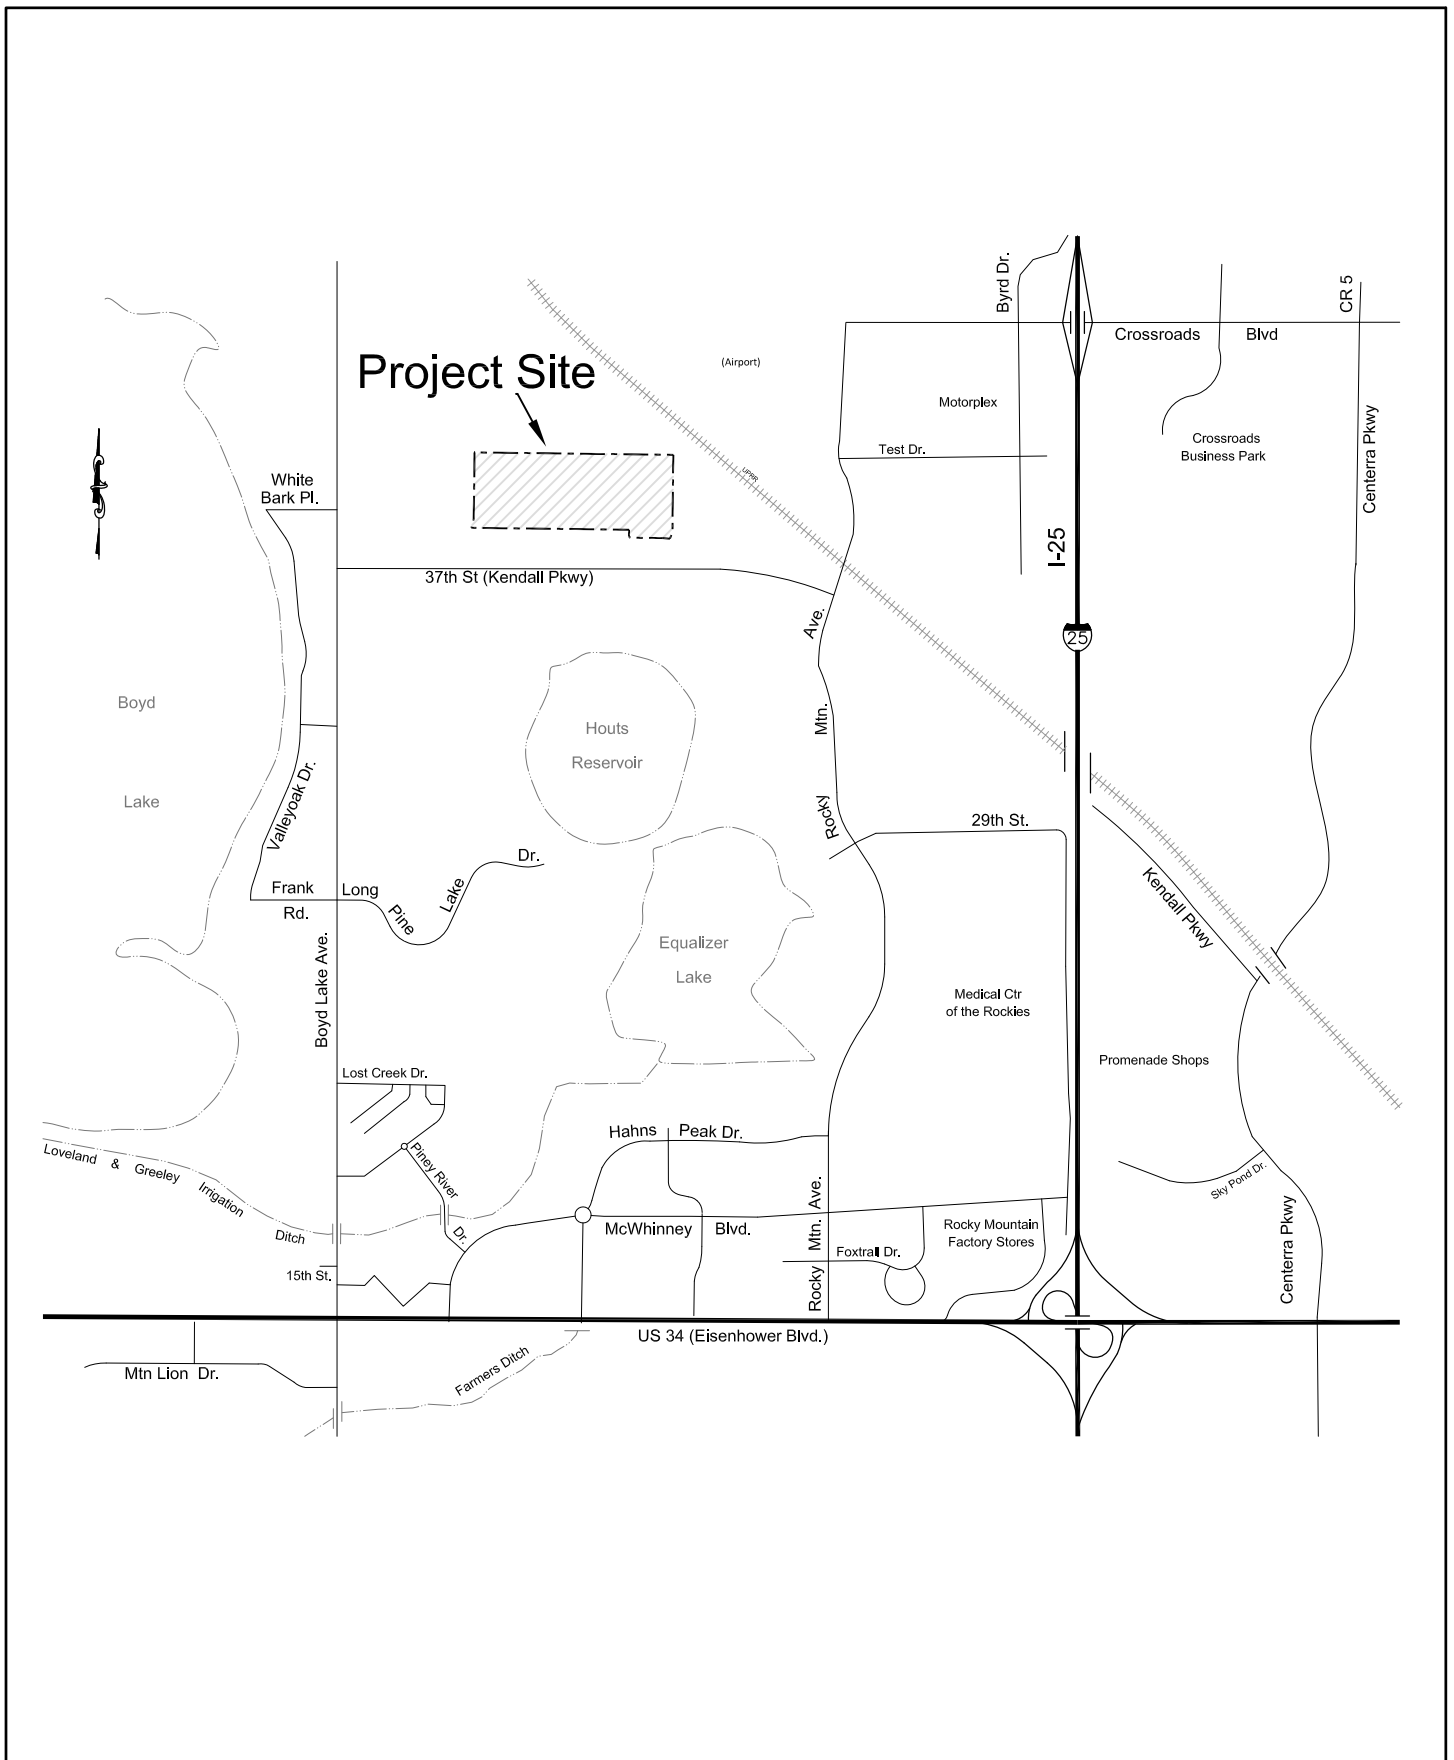 Byrd Dr.
CR 5
Crossroads Blvd
Project Site
(Airport)
Motorplex
Centerra Pkwy
Test Dr.
Crossroads
Business Park
UPRR
White
Bark Pl.
I-25
37th St (Kendall Pkwy)
25
Rocky Mtn. Ave.
Boyd
Lake
Houts
Reservoir
Valleyoak Dr.
29th St.
Frank
Rd.
Long Pine Lake Dr.
Kendall Pkwy
Boyd Lake Ave.
Equalizer
Lake
Medical Ctr
of the Rockies
Promenade Shops
Lost Creek Dr.
Hahns Peak Dr.
Loveland & Greeley Irrigation Ditch
Piney River Dr.
Sky Pond Dr.
Rocky Mtn. Ave.
McWhinney Blvd.
Rocky Mountain
Factory Stores
Centerra Pkwy
Foxtrail Dr.
15th St.
US 34 (Eisenhower Blvd.)
Mtn Lion Dr.
Farmers Ditch